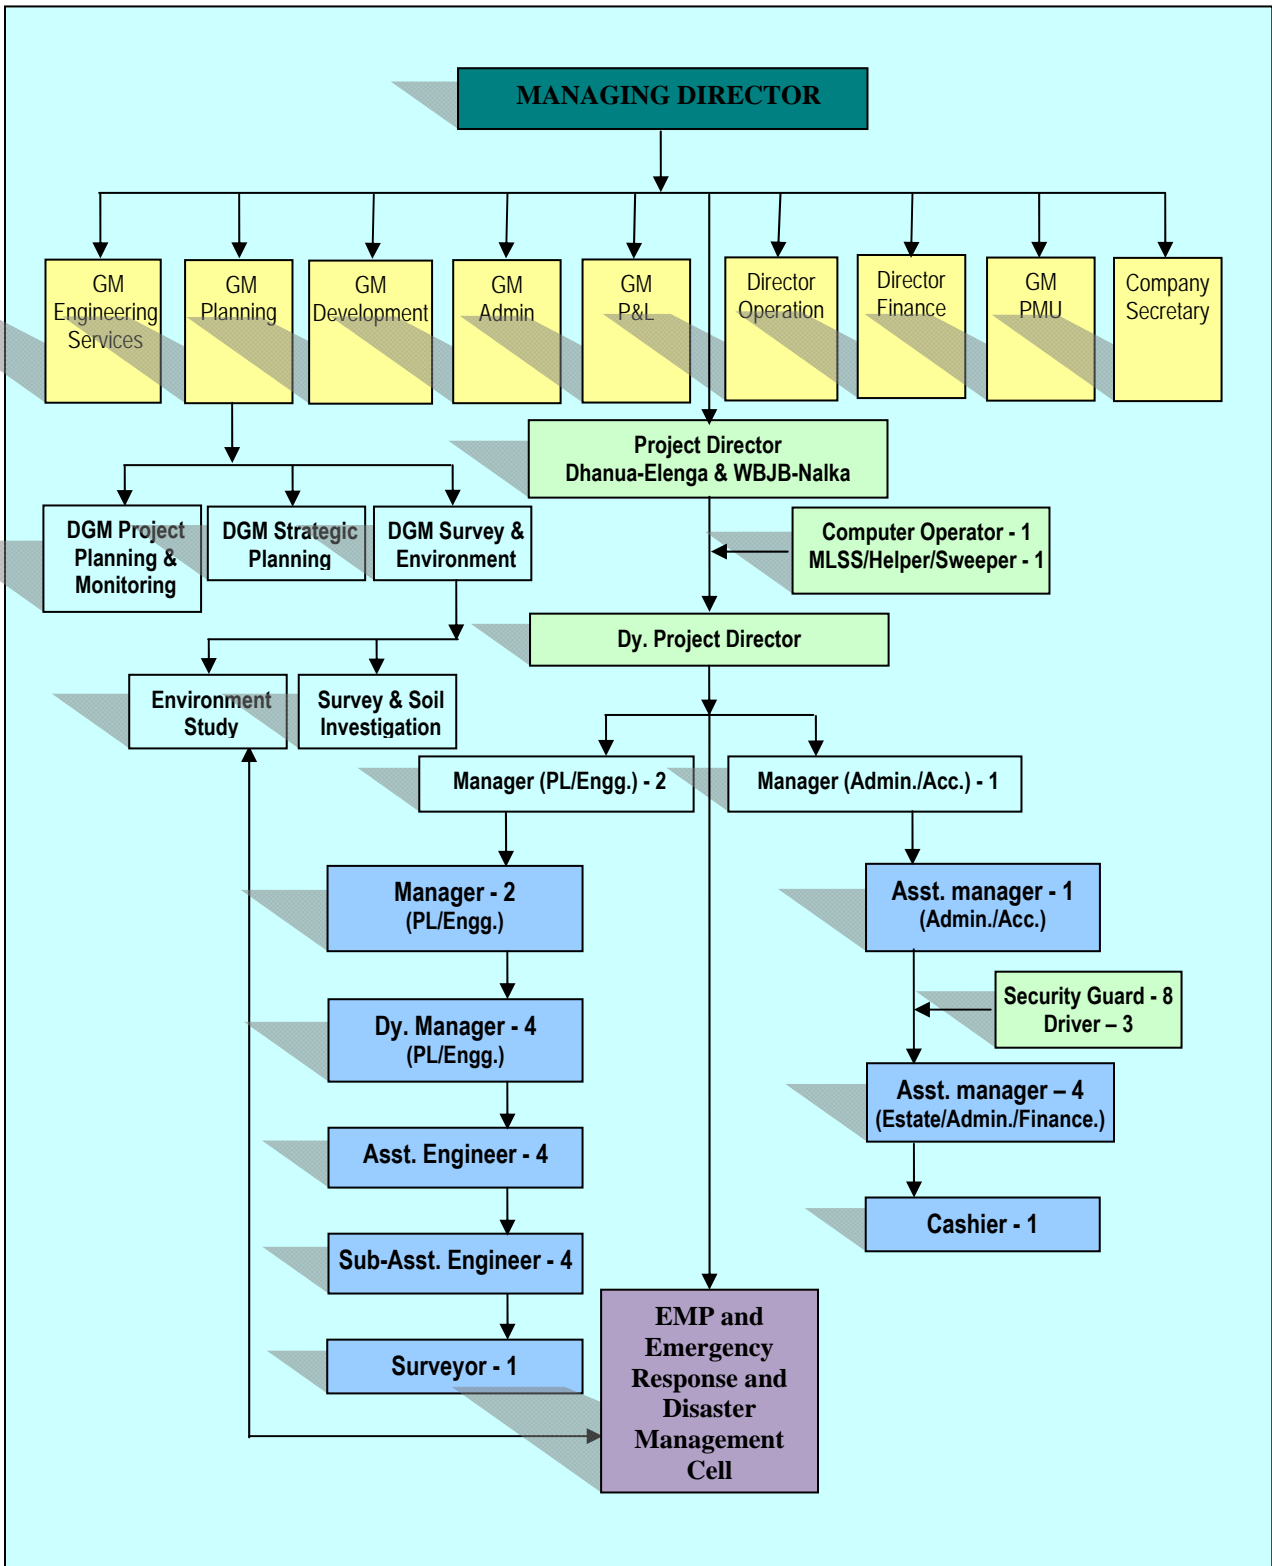 MANAGING DIRECTOR
GM
Engineering
Services
GM
Planning
GM
Development
GM
Admin
GM
P&L
Director
Operation
Director
Finance
GM
PMU
Company
Secretary
Project Director
Dhanua-Elenga & WBJB-Nalka
DGM Project
Planning &
Monitoring
DGM Strategic
Planning
DGM Survey &
Environment
Computer Operator - 1
MLSS/Helper/Sweeper - 1
Dy. Project Director
Environment
Study
Survey & Soil
Investigation
Manager (PL/Engg.) - 2
Manager (Admin./Acc.) - 1
Manager - 2
(PL/Engg.)
Asst. manager - 1
(Admin./Acc.)
Security Guard - 8
Driver – 3
Dy. Manager - 4
(PL/Engg.)
Asst. manager – 4
(Estate/Admin./Finance.)
Asst. Engineer - 4
Cashier - 1
Sub-Asst. Engineer - 4
Surveyor - 1
EMP and
Emergency
Response and
Disaster
Management
Cell